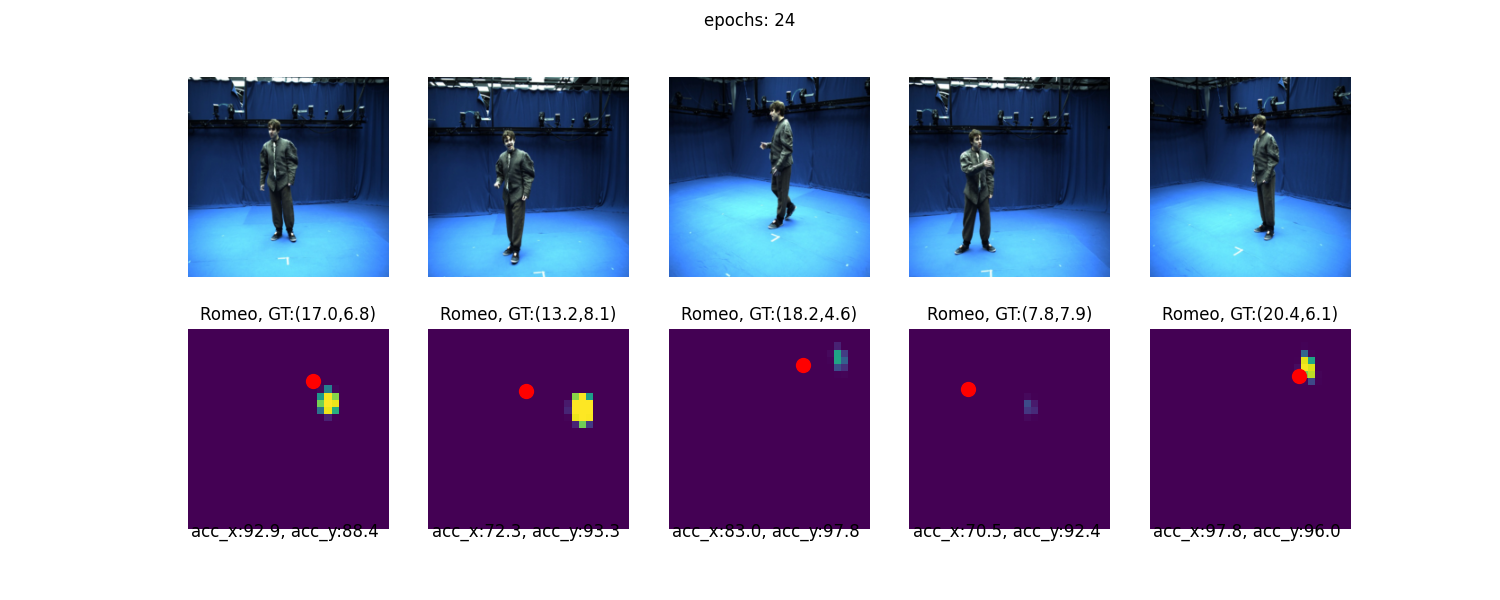 epochs: 24
Romeo, GT:(17.0,6.8)
Romeo, GT:(13.2,8.1)
Romeo, GT:(18.2,4.6)
Romeo, GT:(7.8,7.9)
Romeo, GT:(20.4,6.1)
acc_x:92.9, acc_y:88.4
acc_x:72.3, acc_y:93.3
acc_x:83.0, acc_y:97.8
acc_x:70.5, acc_y:92.4
acc_x:97.8, acc_y:96.0